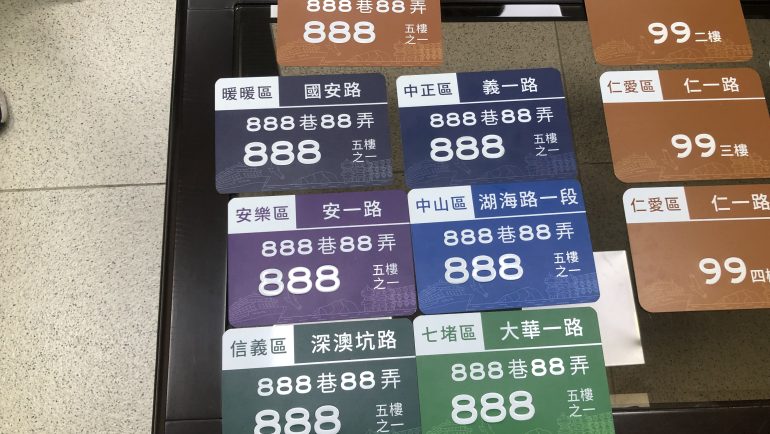 888巷88弄
888 五樓之一
暖暖區 國安路
888巷88弄
888 五樓之一
中正區 義一路
888巷88弄
888 五樓之一
安樂區 安一路
888巷88弄
888 五樓之一
中山區 湖海路一段
888巷88弄
888 五樓之一
信義區 深澳坑路
888巷88弄
888 五樓之一
七堵區 大華一路
888巷88弄
888 五樓之一
99二樓
仁愛區 仁一路
99三樓
仁愛區 仁一路
99四樓